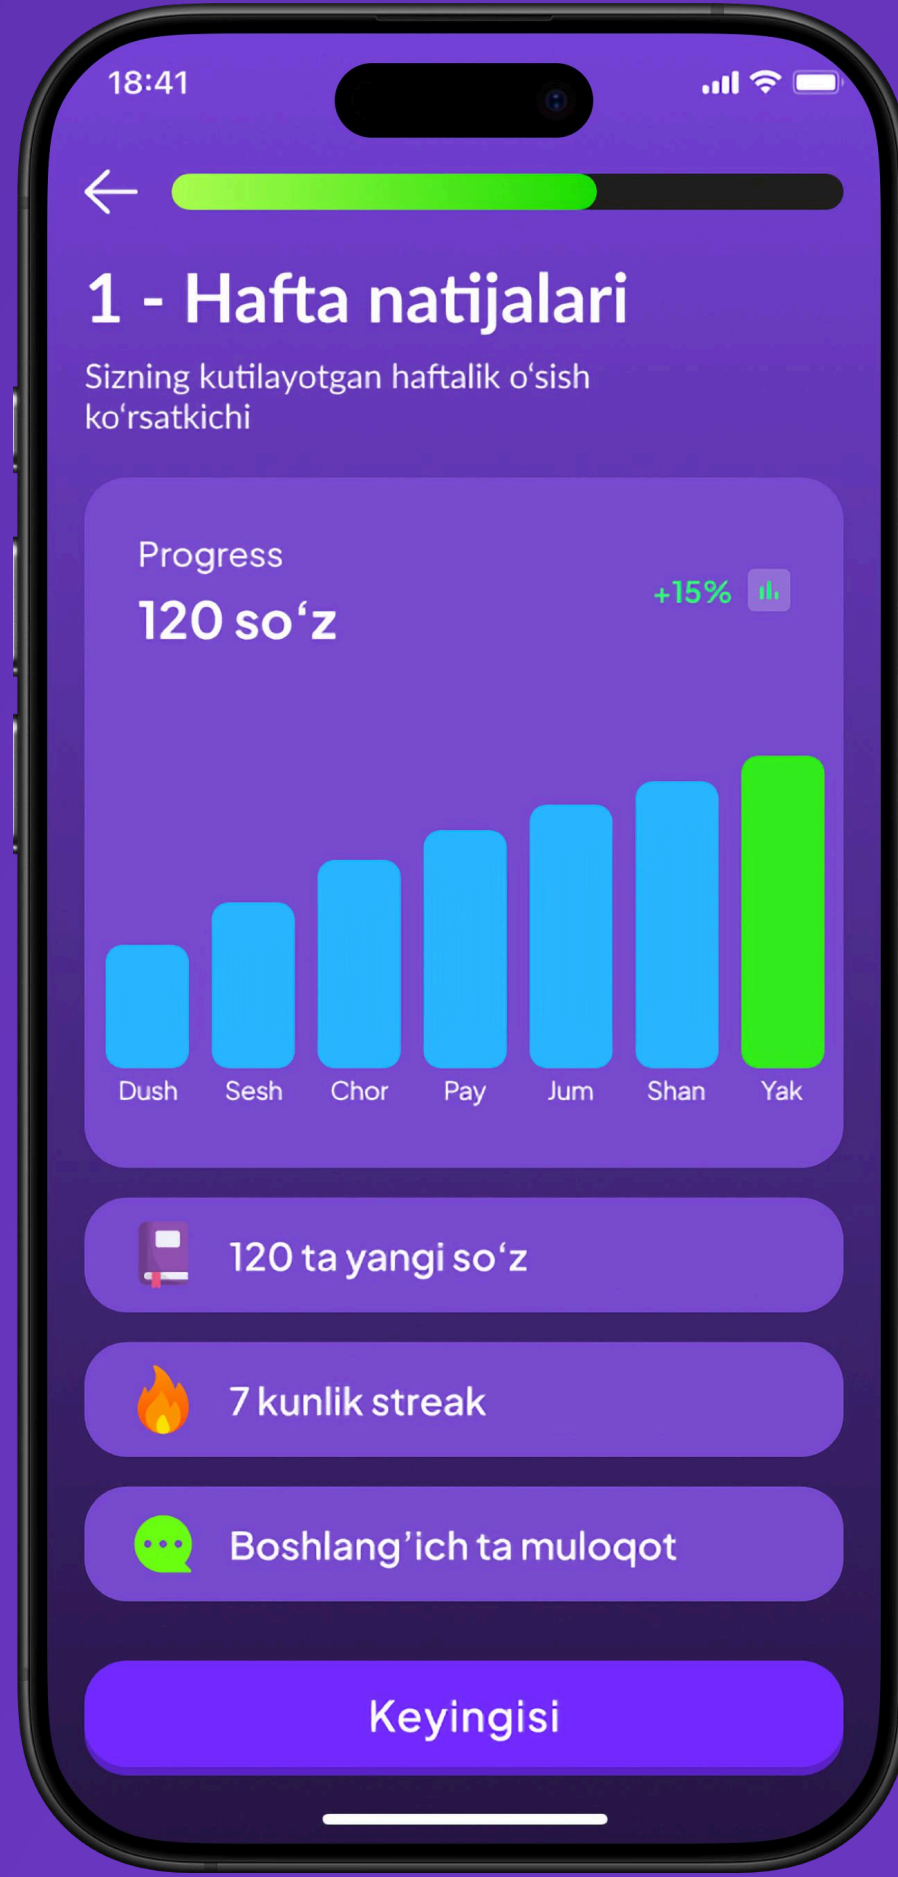 18:41
1 - Hafta natijalari
Sizning kutilayotgan haftalik o‘sish
ko‘rsatkichi
Progress
120 so‘z
+15%
Dush Sesh Chor Pay Jum Shan Yak
120 ta yangi so‘z
7 kunlik streak
Boshlang’ich ta muloqot
Keyingisi